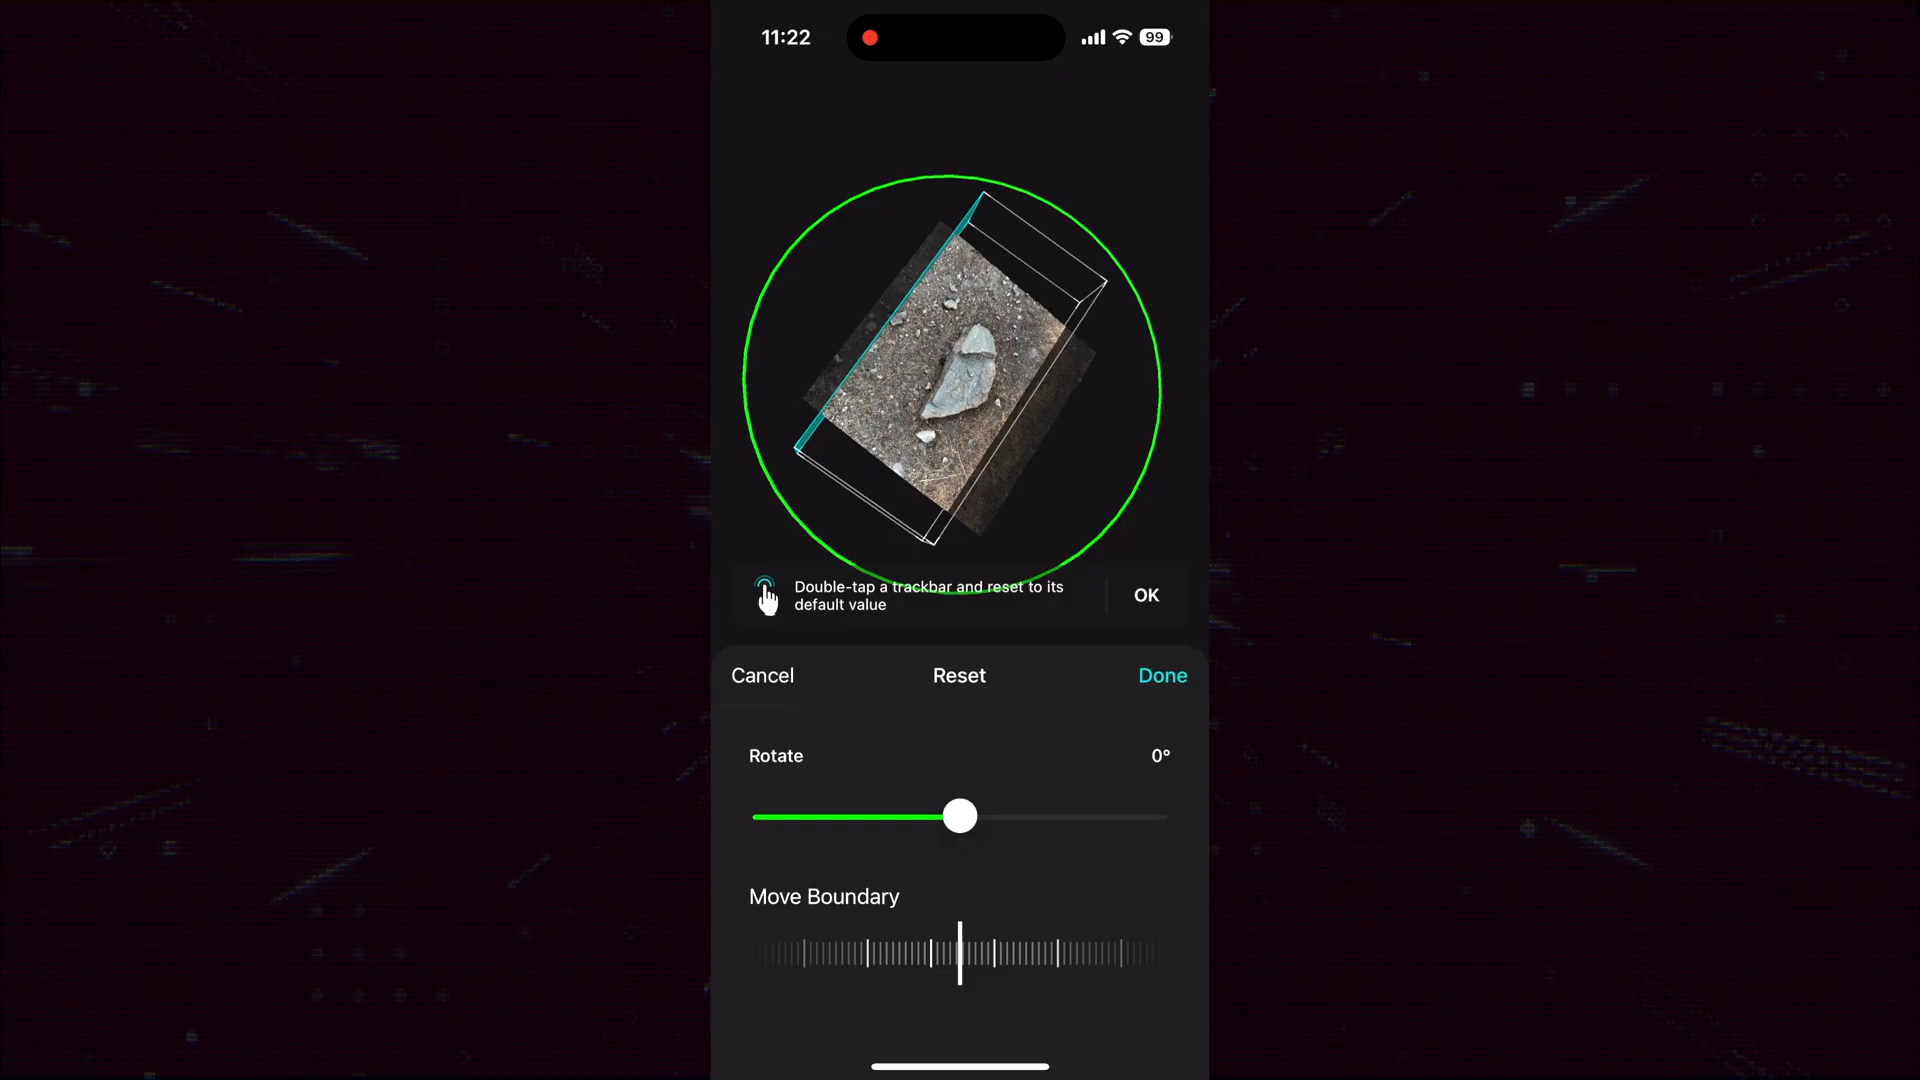 11:22
99
Double-tap a trackbar and reset to its
default value
OK
Cancel
Reset
Done
Rotate
0°
Move Boundary